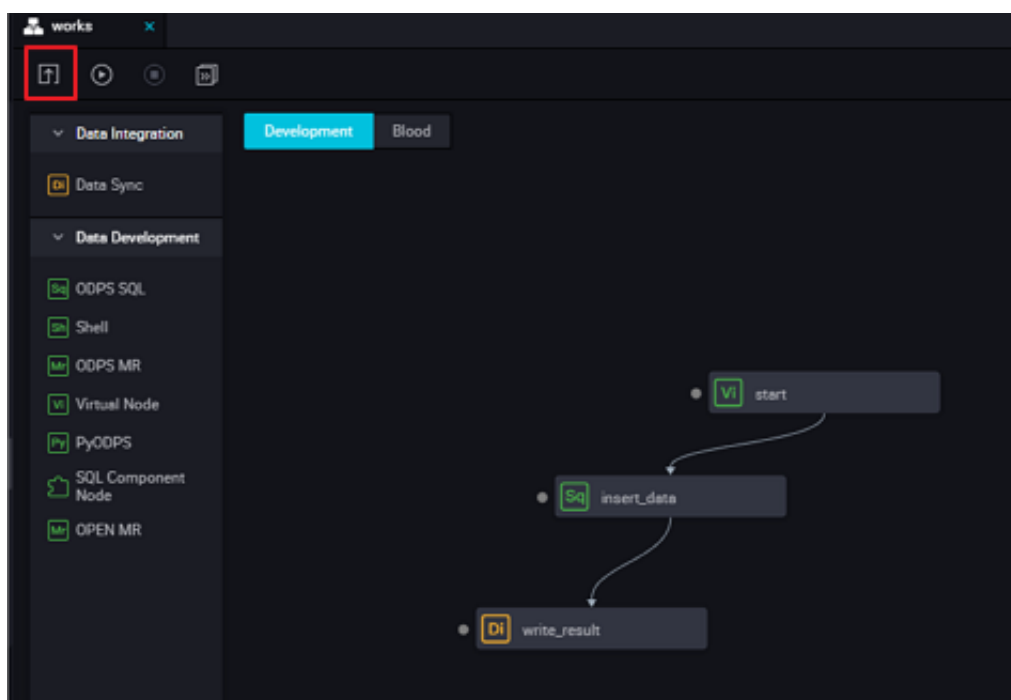 works
Data Integration
Development Blood
Di Data Sync
Data Development
Sq ODPS SQL
Sh Shell
Mr ODPS MR
Vi start
Vi Virtual Node
Py PyODPS
SQL Component
Node
Sq insert_data
Mr OPEN MR
Di write_result